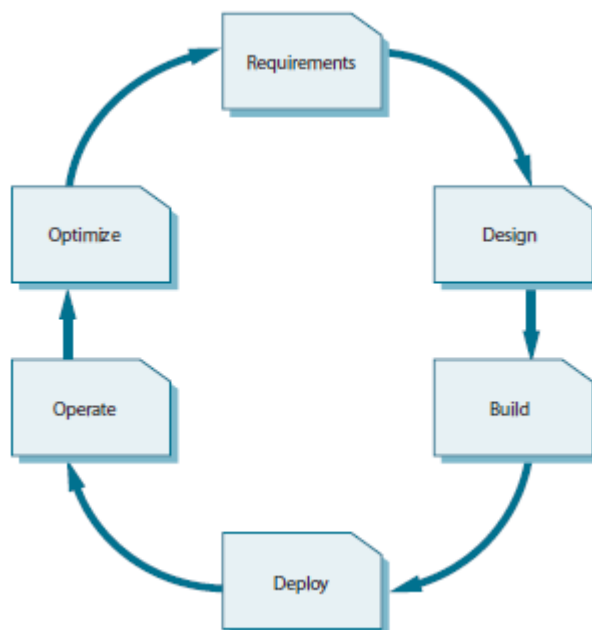 Requirements
Design
Build
Deploy
Operate
Optimize